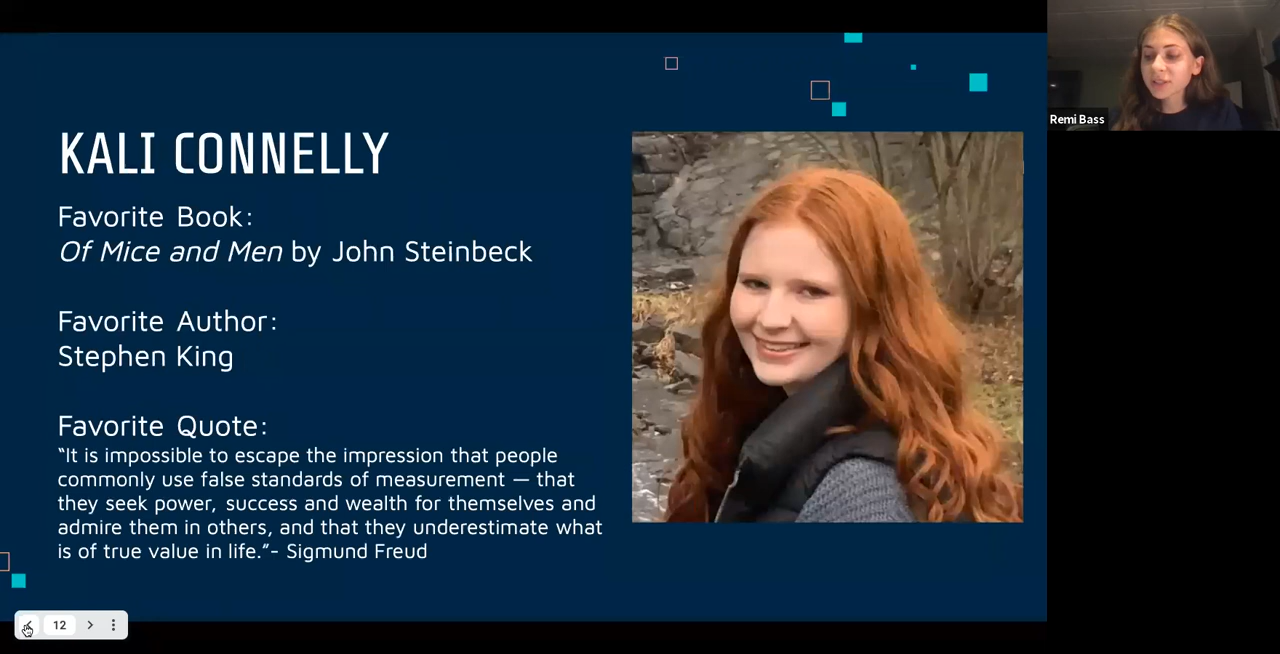 KALI CONNELLY
Favorite Book:
Of Mice and Men by John Steinbeck
Favorite Author:
Stephen King
Favorite Quote:
“It is impossible to escape the impression that people
commonly use false standards of measurement — that
they seek power, success and wealth for themselves and
admire them in others, and that they underestimate what
is of true value in life.”- Sigmund Freud
12
Remi Bass